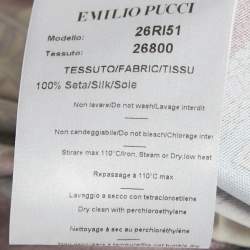 EMILIO PUCCI
Modello: 26RI51
Tessuto: 26800
TESSUTO/FABRIC/TISSU
100% Seta/Silk/Soie
Non lavare/Do not wash/Lavage interdit
Non candeggiabile/Do not bleach/Chlorage interdit
Stirare max 110°C/Iron, Steam or Dry, low heat
Repassage à 110°C max
Lavaggio a secco con tetracloroetilene
Dry clean with perchloroethylene
Nettoyage à sec au perchloréthylène